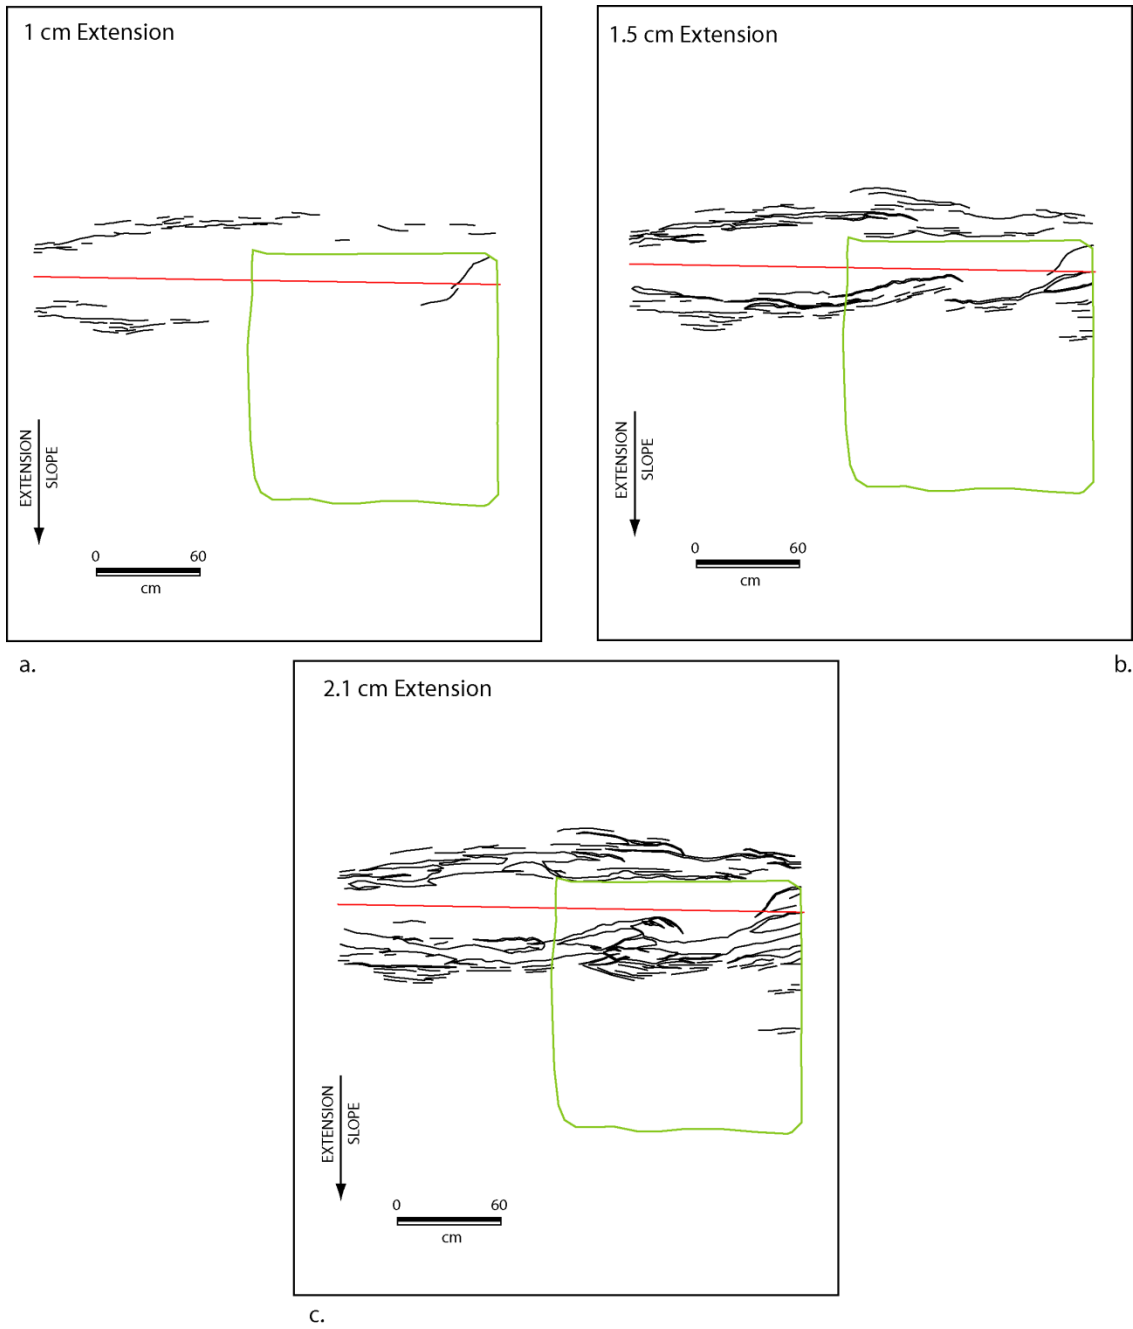 1 cm Extension
EXTENSION
SLOPE
0 60
cm
a.
1.5 cm Extension
EXTENSION
SLOPE
0 60
cm
b.
2.1 cm Extension
EXTENSION
SLOPE
0 60
cm
c.